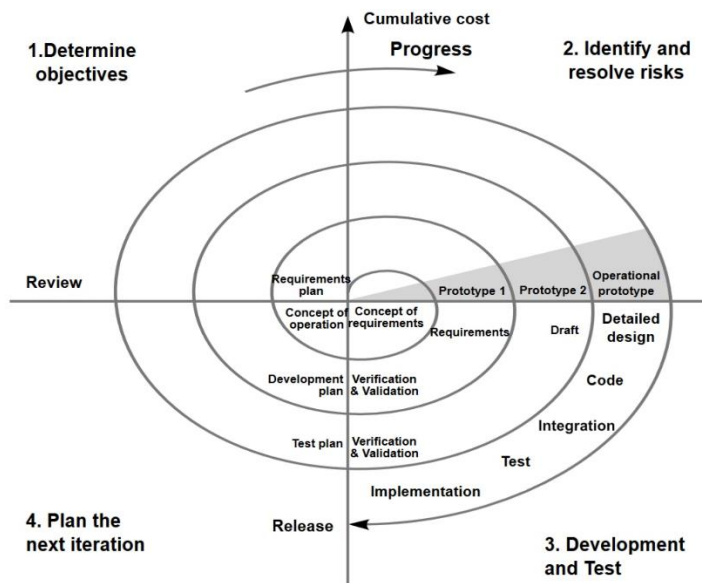 Cumulative cost
1.Determine
objectives
Progress
2. Identify and
resolve risks
Review
Requirements
plan
Prototype 1
Prototype 2
Operational
prototype
Concept of
operation
Concept of
requirements
Requirements
Draft
Detailed
design
Development
plan
Verification
& Validation
Code
Test plan
Verification
& Validation
Integration
Test
Implementation
4. Plan the
next iteration
Release
3. Development
and Test